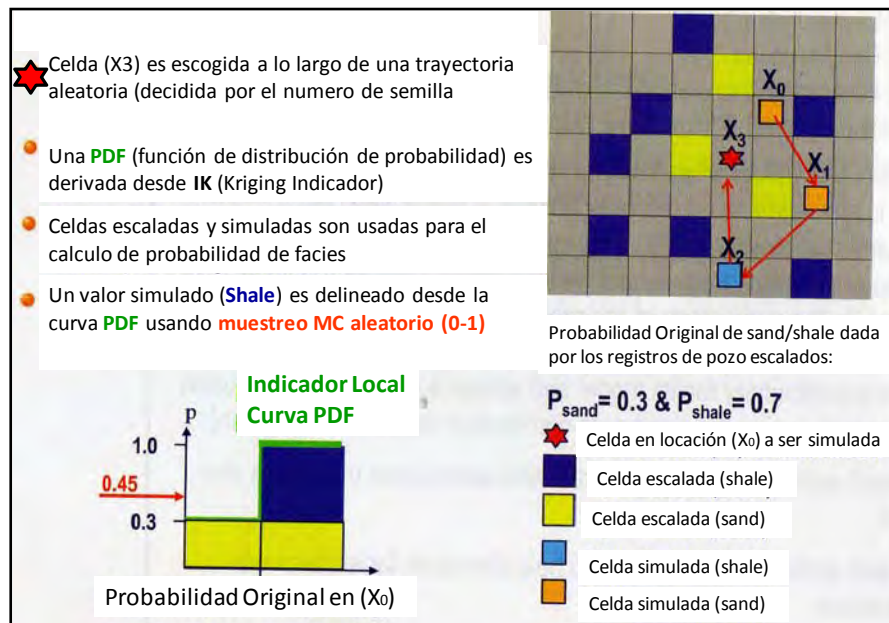 Celda (X3) es escogida a lo largo de una trayectoria
aleatoria (decidida por el numero de semilla
Una PDF (función de distribución de probabilidad) es
derivada desde IK (Kriging Indicador)
Celdas escaladas y simuladas son usadas para el
calculo de probabilidad de facies
Un valor simulado (Shale) es delineado desde la
curva PDF usando muestreo MC aleatorio (0-1)
Indicador Local
Curva PDF
p
1.0
0.45
0.3
Probabilidad Original en (X0)
X0
X3
X1
X2
Probabilidad Original de sand/shale dada
por los registros de pozo escalados:
Psand= 0.3 & Pshale= 0.7
Celda en locación (X0) a ser simulada
Celda escalada (shale)
Celda escalada (sand)
Celda simulada (shale)
Celda simulada (sand)